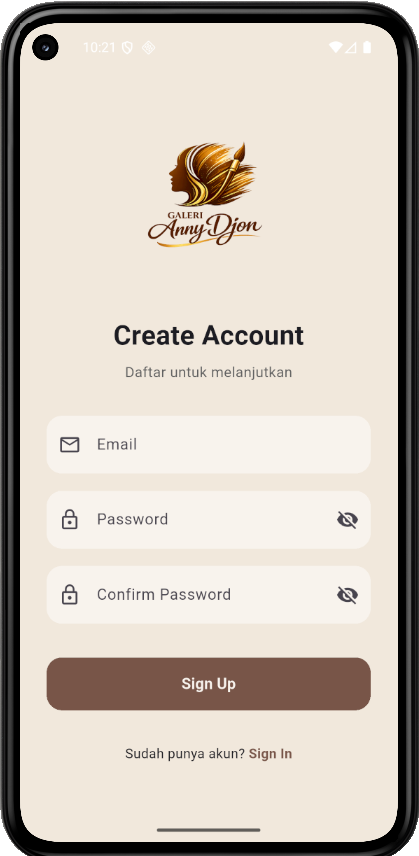 10:21
GALERI
Anny Djon
Create Account
Daftar untuk melanjutkan
Email
Password
Confirm Password
Sign Up
Sudah punya akun? Sign In